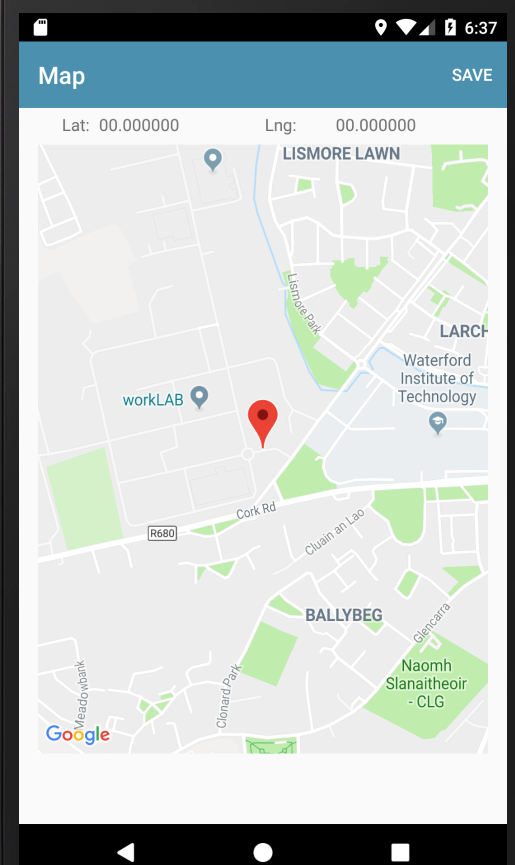 6:37
Map
SAVE
Lat: 00.000000 Lng: 00.000000
LISMORE LAWN
Lismore Park
LARCH
Waterford
Institute of
Technology
workLAB
Cork Rd
R680
Cluain an Lao
BALLYBEG
Glencarra
Naomh
Slanaitheoir
- CLG
Meadowbank
Clonard Park
Google